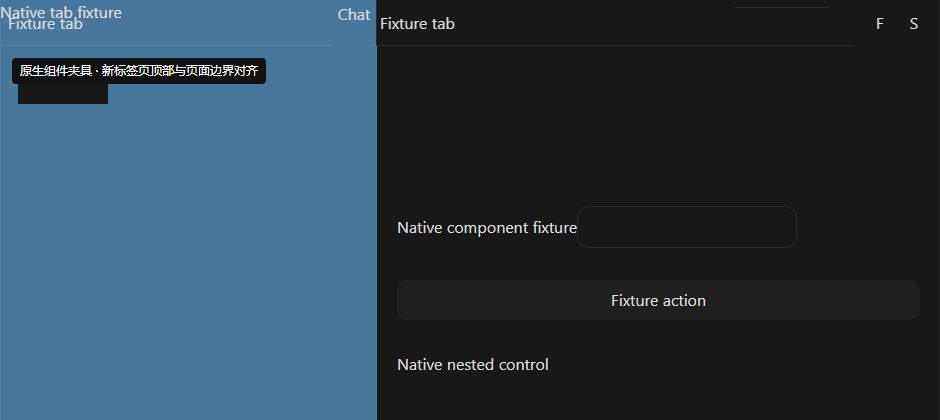 Native tab fixture
Fixture tab
Chat
Fixture tab
F
S
原生组件夹具 · 新标签页顶部与页面边界对齐
Native component fixture
Fixture action
Native nested control